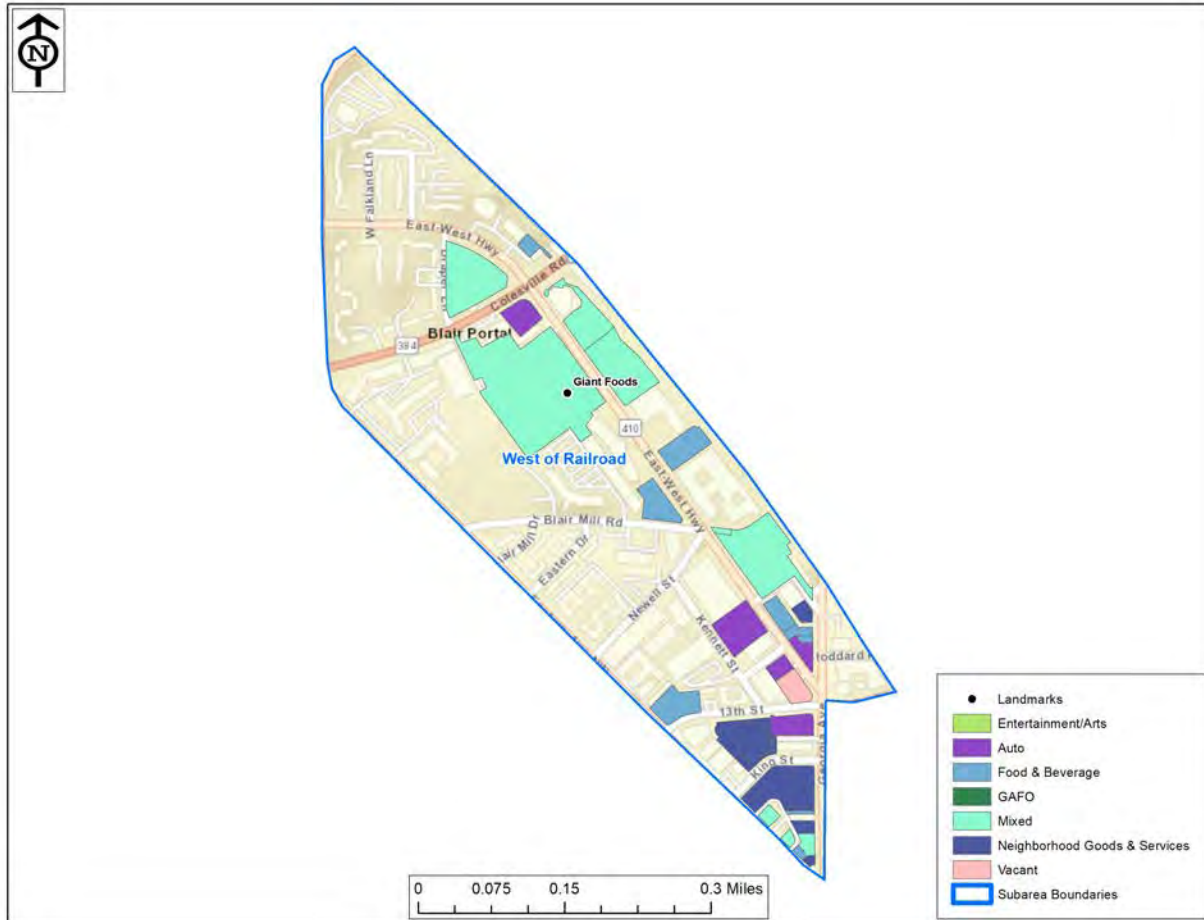 N
W Falkland Ln
East-West Hwy
Colesville Rd
Blair Portal
384
Giant Foods
410
West of Railroad
East-West Hwy
Blair Mill Rd
Eastern Dr
Newell St
Kennett St
13th St
King St
Georgia Ave
Landmarks
Entertainment/Arts
Auto
Food & Beverage
GAFO
Mixed
Neighborhood Goods & Services
Vacant
Subarea Boundaries
0 0.075 0.15 0.3 Miles